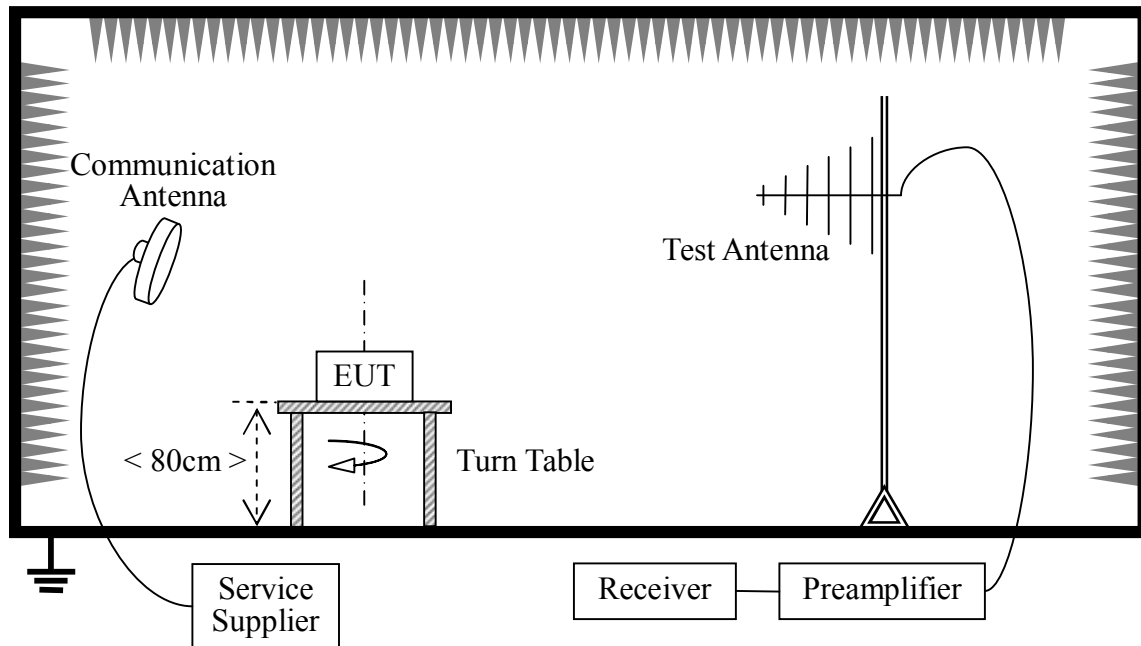 Communication
Antenna
Test Antenna
EUT
< 80cm >
Turn Table
Service
Supplier
Receiver
Preamplifier